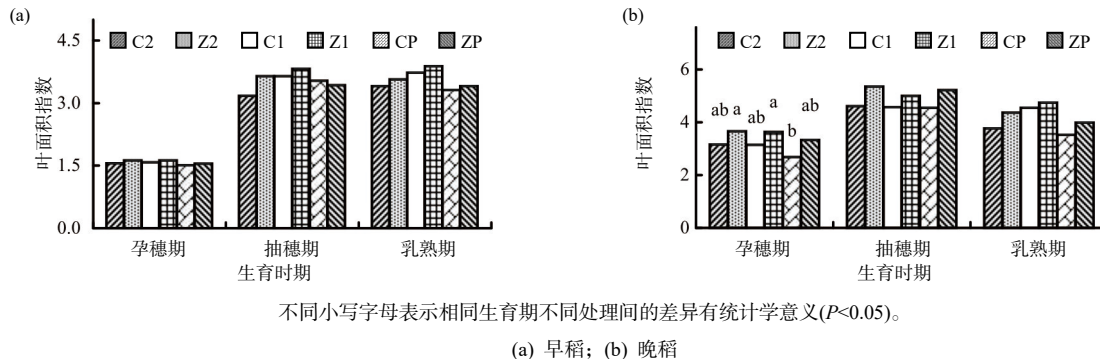 (a)
4.5
3.0
1.5
0.0
叶面积指数
C2 Z2 C1 Z1 CP ZP
孕穗期 抽穗期 乳熟期
生育时期
(b)
6
4
2
0
叶面积指数
C2 Z2 C1 Z1 CP ZP
ab a ab a b ab
孕穗期 抽穗期 乳熟期
生育时期
不同小写字母表示相同生育期不同处理间的差异有统计学意义(P<0.05)。
(a) 早稻；(b) 晚稻